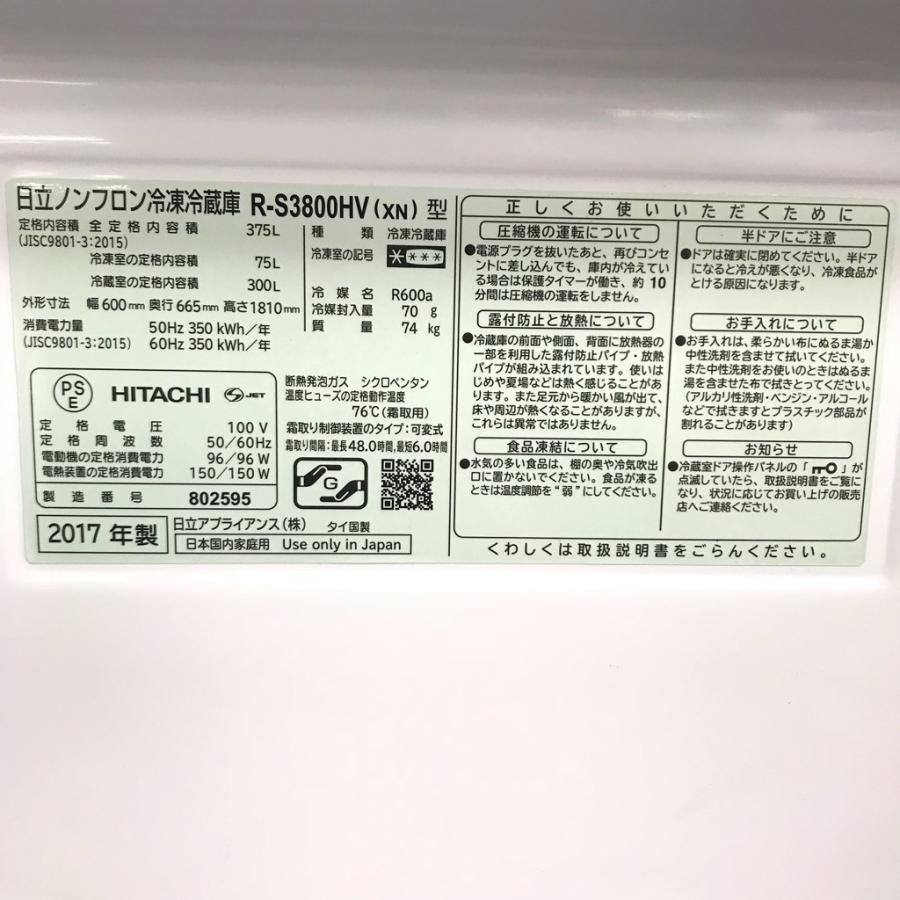 日立ノンフロン冷凍冷蔵庫 R-S3800HV(XN) 型
定格内容積 全定格内容積 375L
(JISC9801-3:2015)
冷凍室の定格内容積 75L
冷蔵室の定格内容積 300L
外形寸法 幅600mm 奥行665mm 高さ1810mm
消費電力量 50Hz 350 kWh/年
(JISC9801-3:2015) 60Hz 350 kWh/年
種類 冷凍冷蔵庫
冷凍室の記号 ****
冷媒名 R600a
冷媒封入量 70 g
質量 74 kg
PSE HITACHI S JET
定格電圧 100 V
定格周波数 50/60Hz
電動機の定格消費電力 96/96 W
電熱装置の定格消費電力 150/150 W
製造番号 802595
断熱発泡ガス シクロペンタン
温度ヒューズの定格動作温度
76℃(霜取用)
霜取り制御装置のタイプ:可変式
霜取り間隔:最長48.0時間,最短6.0時間
G
2017 年製
日立アプライアンス(株) タイ国製
日本国内家庭用 Use only in Japan
正しくお使いいただくために
圧縮機の運転について
●電源プラグを抜いたあと、再びコンセ
ントに差し込んでも、庫内が冷えてい
る場合は保護タイマーが働き、約10
分間は圧縮機の運転をしません。
露付防止と放熱について
●冷蔵庫の前面や側面、背面に放熱器の
一部を利用した露付防止パイプ・放熱
パイプが組み込まれています。使いは
じめや夏場などは熱く感じることがあり
ます。また足元から暖かい風が出て、
床や周辺が熱くなることがありますが、
これらは異常ではありません。
食品凍結について
●水気の多い食品は、棚の奥や冷気吹出
口に置かないでください。食品が凍る
ときは温度調節を“弱”にしてください。
半ドアにご注意
●ドアは確実に閉めてください。半ドア
になると冷えが悪くなり、冷凍食品が
とける原因になります。
お手入れについて
●お手入れは、柔らかい布にぬるま湯か
中性洗剤を含ませて拭いてください。
また中性洗剤をお使いのときはぬるま
湯を含ませた布で拭きとってください。
(アルカリ性洗剤・ベンジン・アルコール
などで拭きますとプラスチック部品が
割れることがあります)
お知らせ
●冷蔵室ドア操作パネルの「」が
点滅していたら、取扱説明書をご覧に
なり、状況に応じてお買い上げの販売
店へご連絡ください。
くわしくは取扱説明書をごらんください。